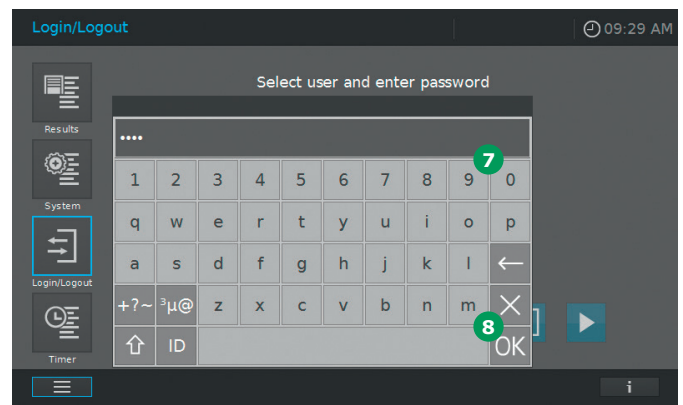 Login/Logout
09:29 AM
Select user and enter password
Results
System
Login/Logout
Timer
••••
7
1 2 3 4 5 6 7 8 9 0
q w e r t y u i o p
a s d f g h j k l ←
+?~ ³µ@ z x c v b n m X
8
ID OK
i